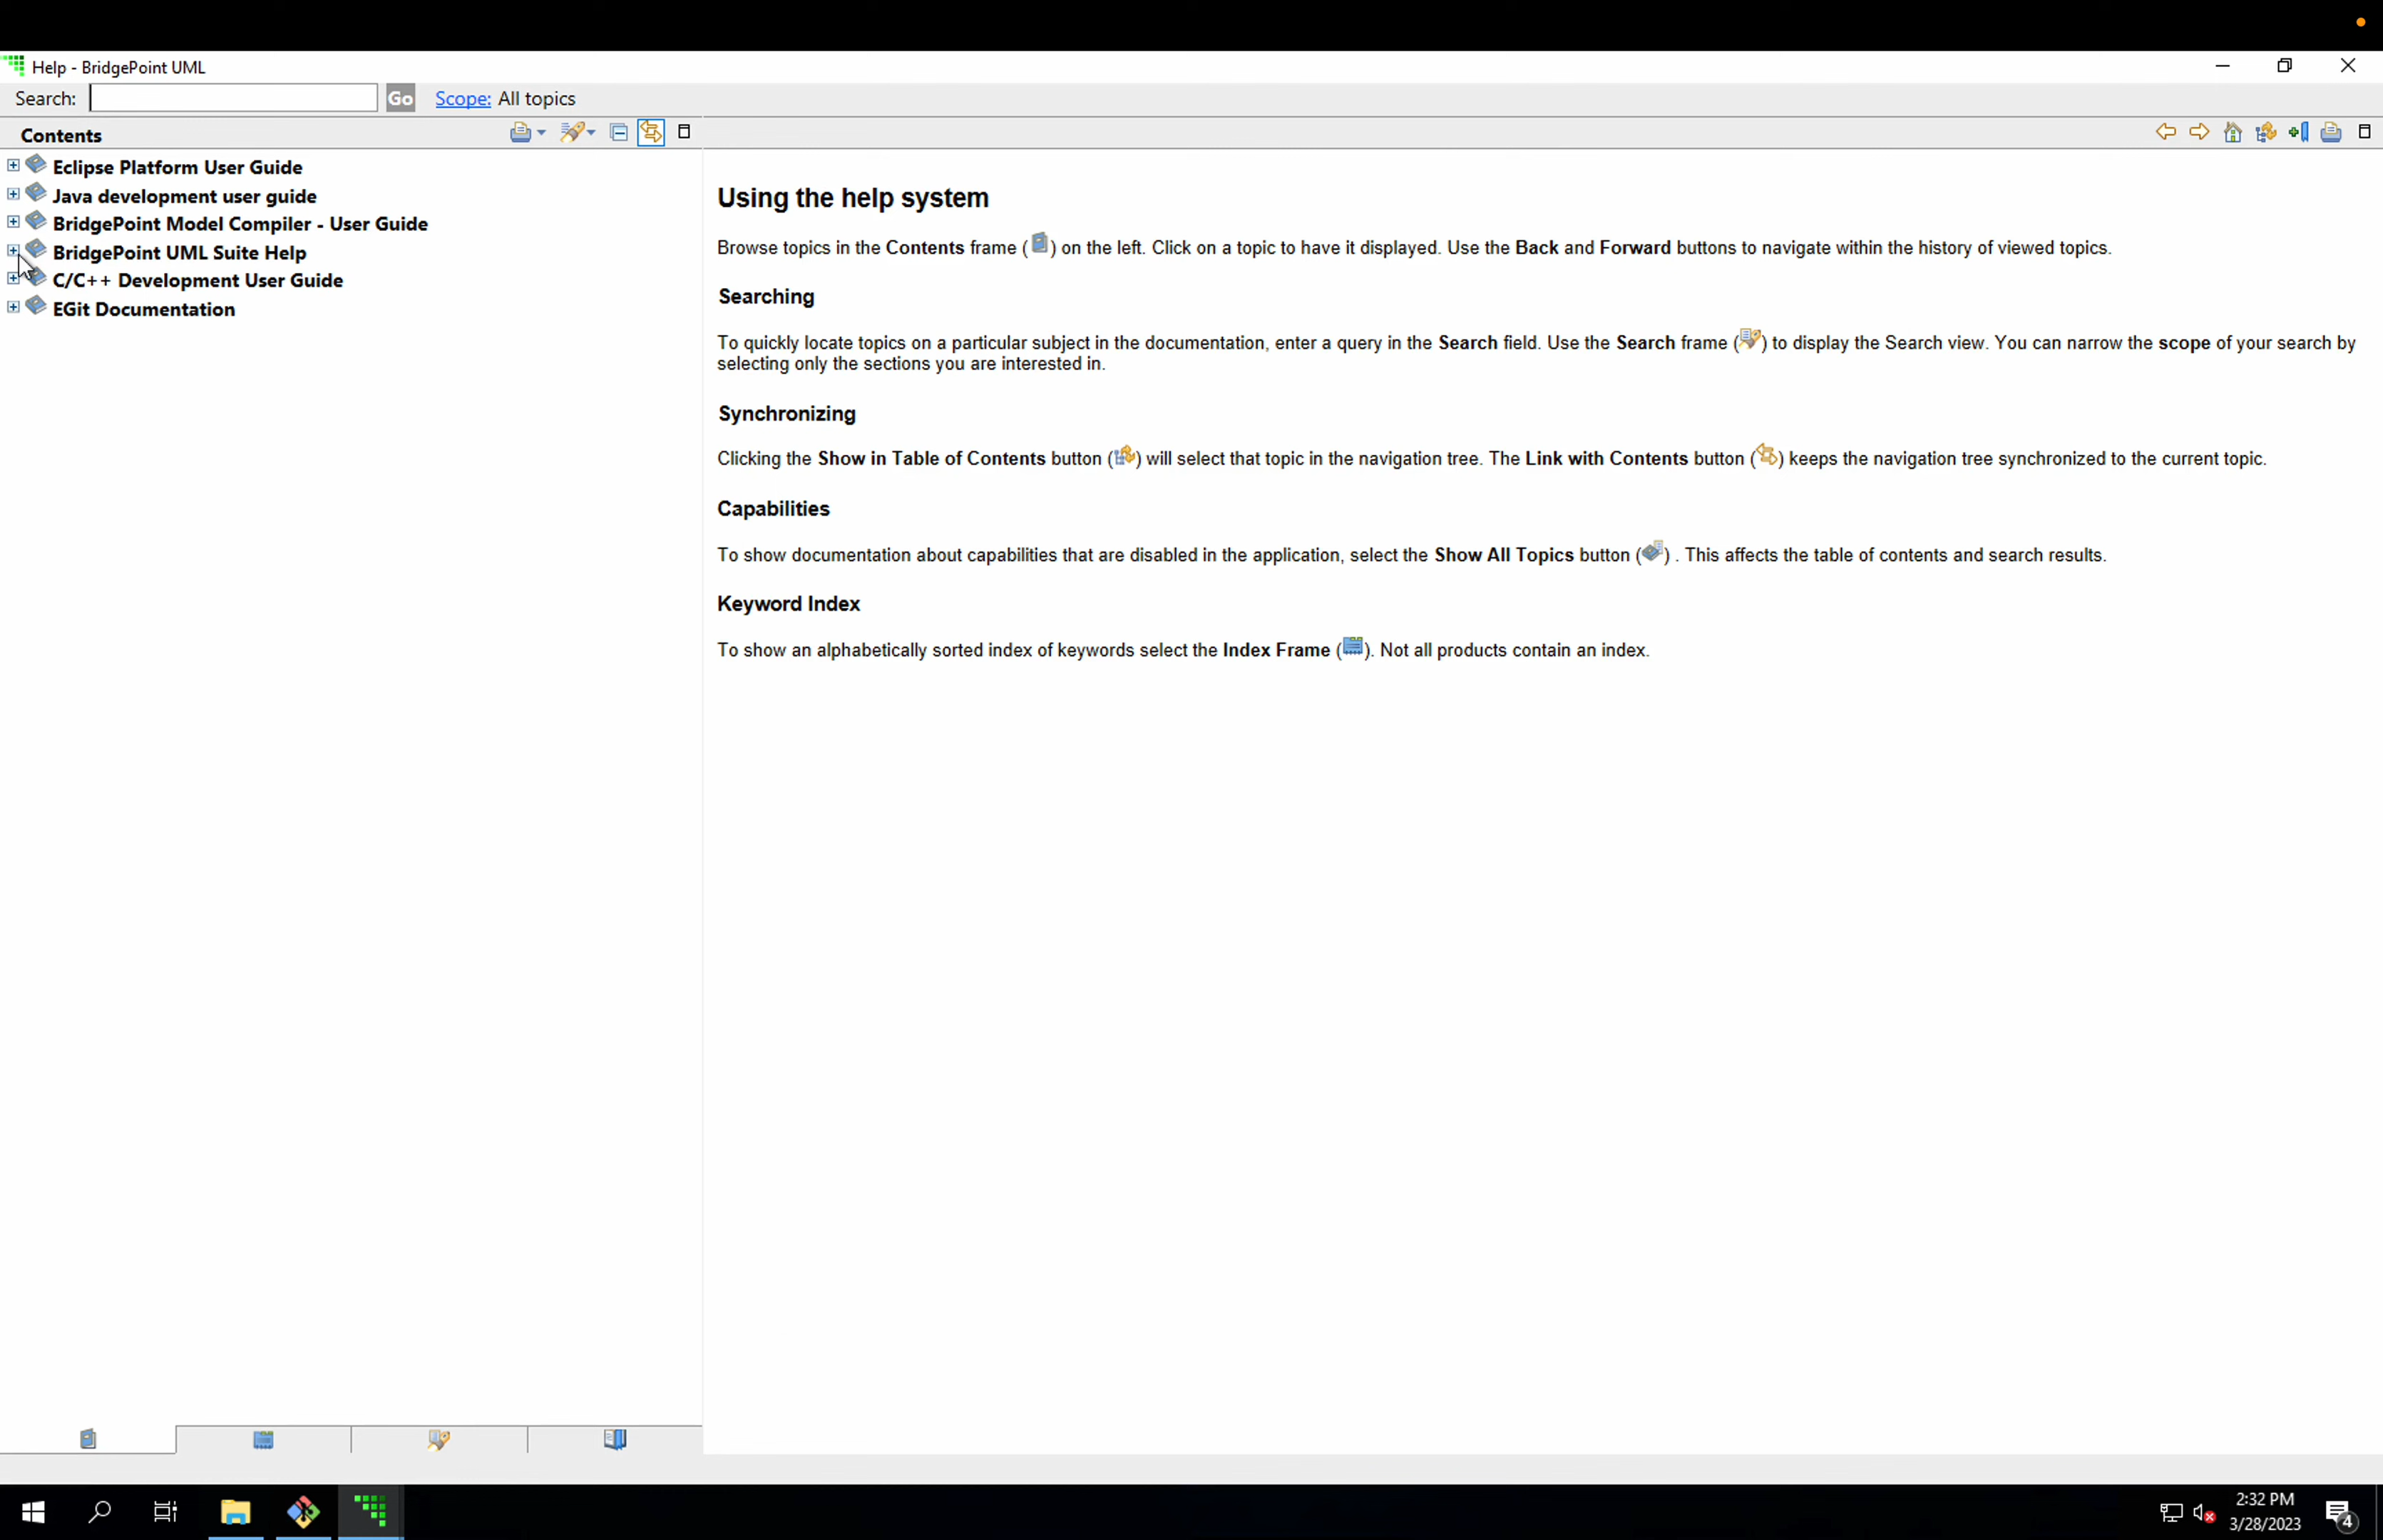 Help - BridgePoint UML
Search:
Go
Scope: All topics
Contents
Eclipse Platform User Guide
Java development user guide
BridgePoint Model Compiler - User Guide
BridgePoint UML Suite Help
C/C++ Development User Guide
EGit Documentation
Using the help system
Browse topics in the Contents frame ( ) on the left. Click on a topic to have it displayed. Use the Back and Forward buttons to navigate within the history of viewed topics.
Searching
To quickly locate topics on a particular subject in the documentation, enter a query in the Search field. Use the Search frame ( ) to display the Search view. You can narrow the scope of your search by
selecting only the sections you are interested in.
Synchronizing
Clicking the Show in Table of Contents button ( ) will select that topic in the navigation tree. The Link with Contents button ( ) keeps the navigation tree synchronized to the current topic.
Capabilities
To show documentation about capabilities that are disabled in the application, select the Show All Topics button ( ) . This affects the table of contents and search results.
Keyword Index
To show an alphabetically sorted index of keywords select the Index Frame ( ). Not all products contain an index.
2:32 PM
3/28/2023
4